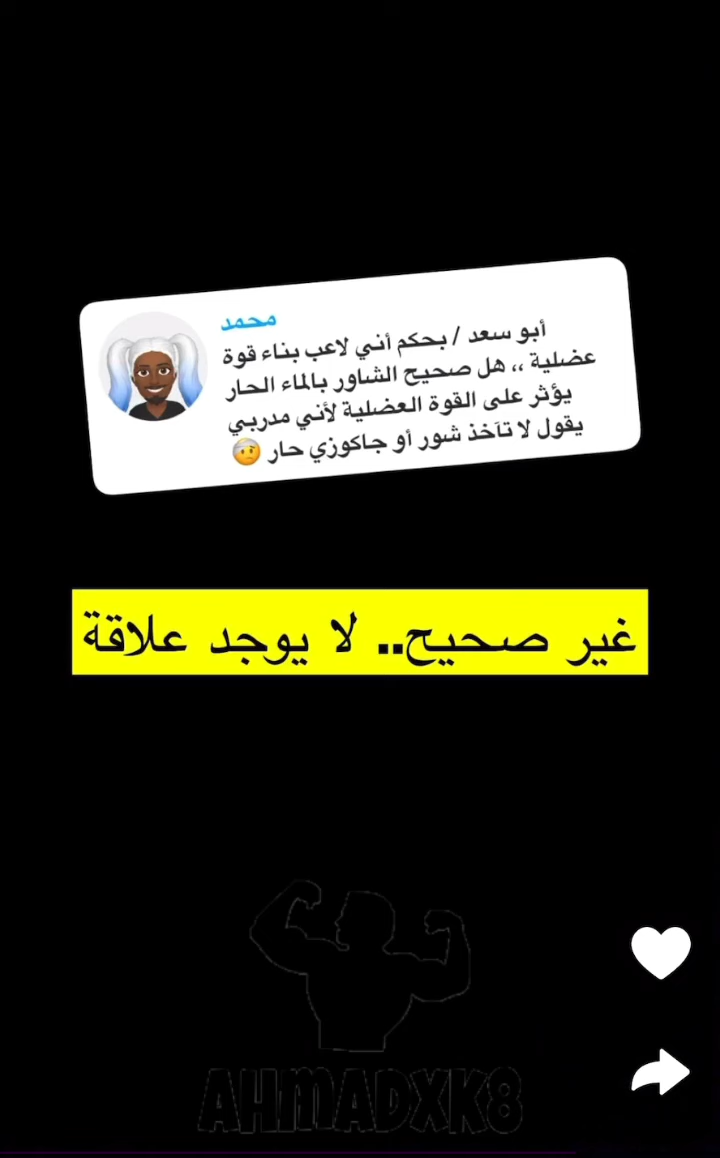 محمد
أبو سعد / بحكم أني لاعب بناء قوة
عضلية ،، هل صحيح الشاور بالماء الحار
يؤثر على القوة العضلية لأني مدربي
يقول لا تآخذ شور أو جاكوزي حار 🤕
غير صحيح.. لا يوجد علاقة
AHMADXK8